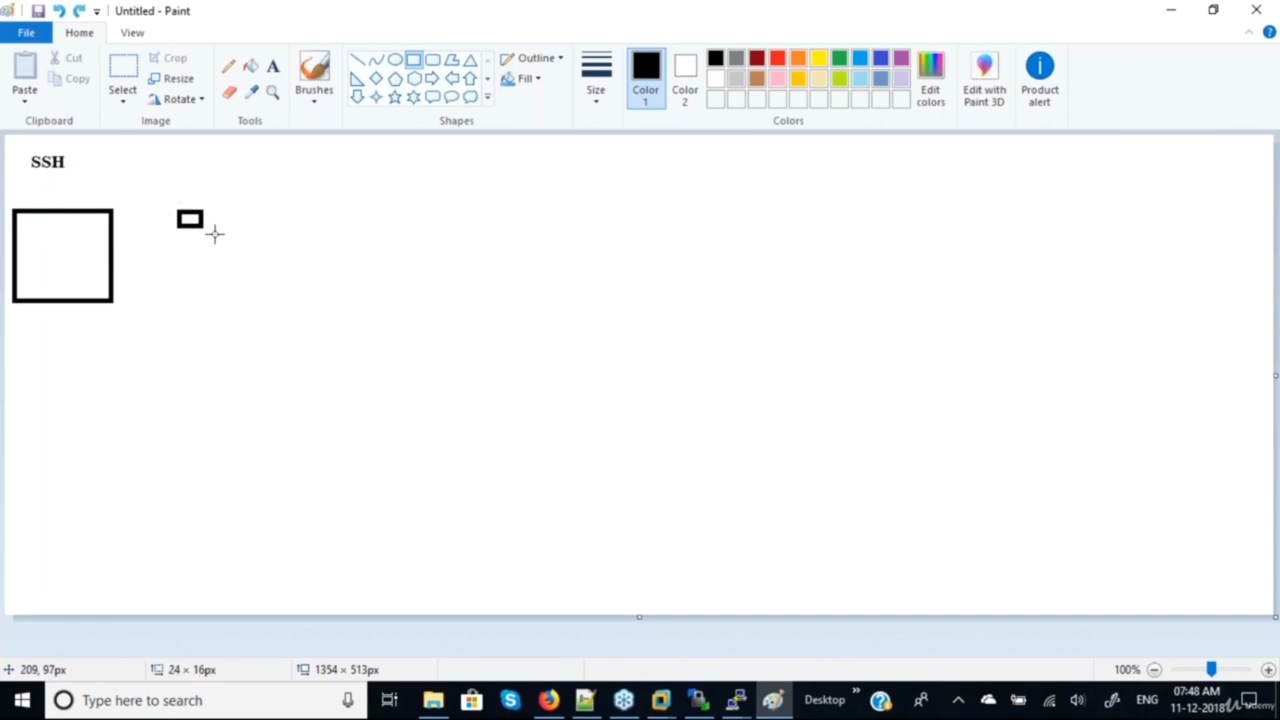 Untitled - Paint
File Home View
Paste
Cut
Copy
Clipboard
Select
Crop
Resize
Rotate
Image
A
Tools
Brushes
Shapes
Outline
Fill
Size
Color 1
Color 2
Edit colors
Colors
Edit with Paint 3D
Product alert
SSH
209, 97px
24 × 16px
1354 × 513px
100%
Type here to search
Desktop
ENG
07:48 AM
11-12-2018
Udemy